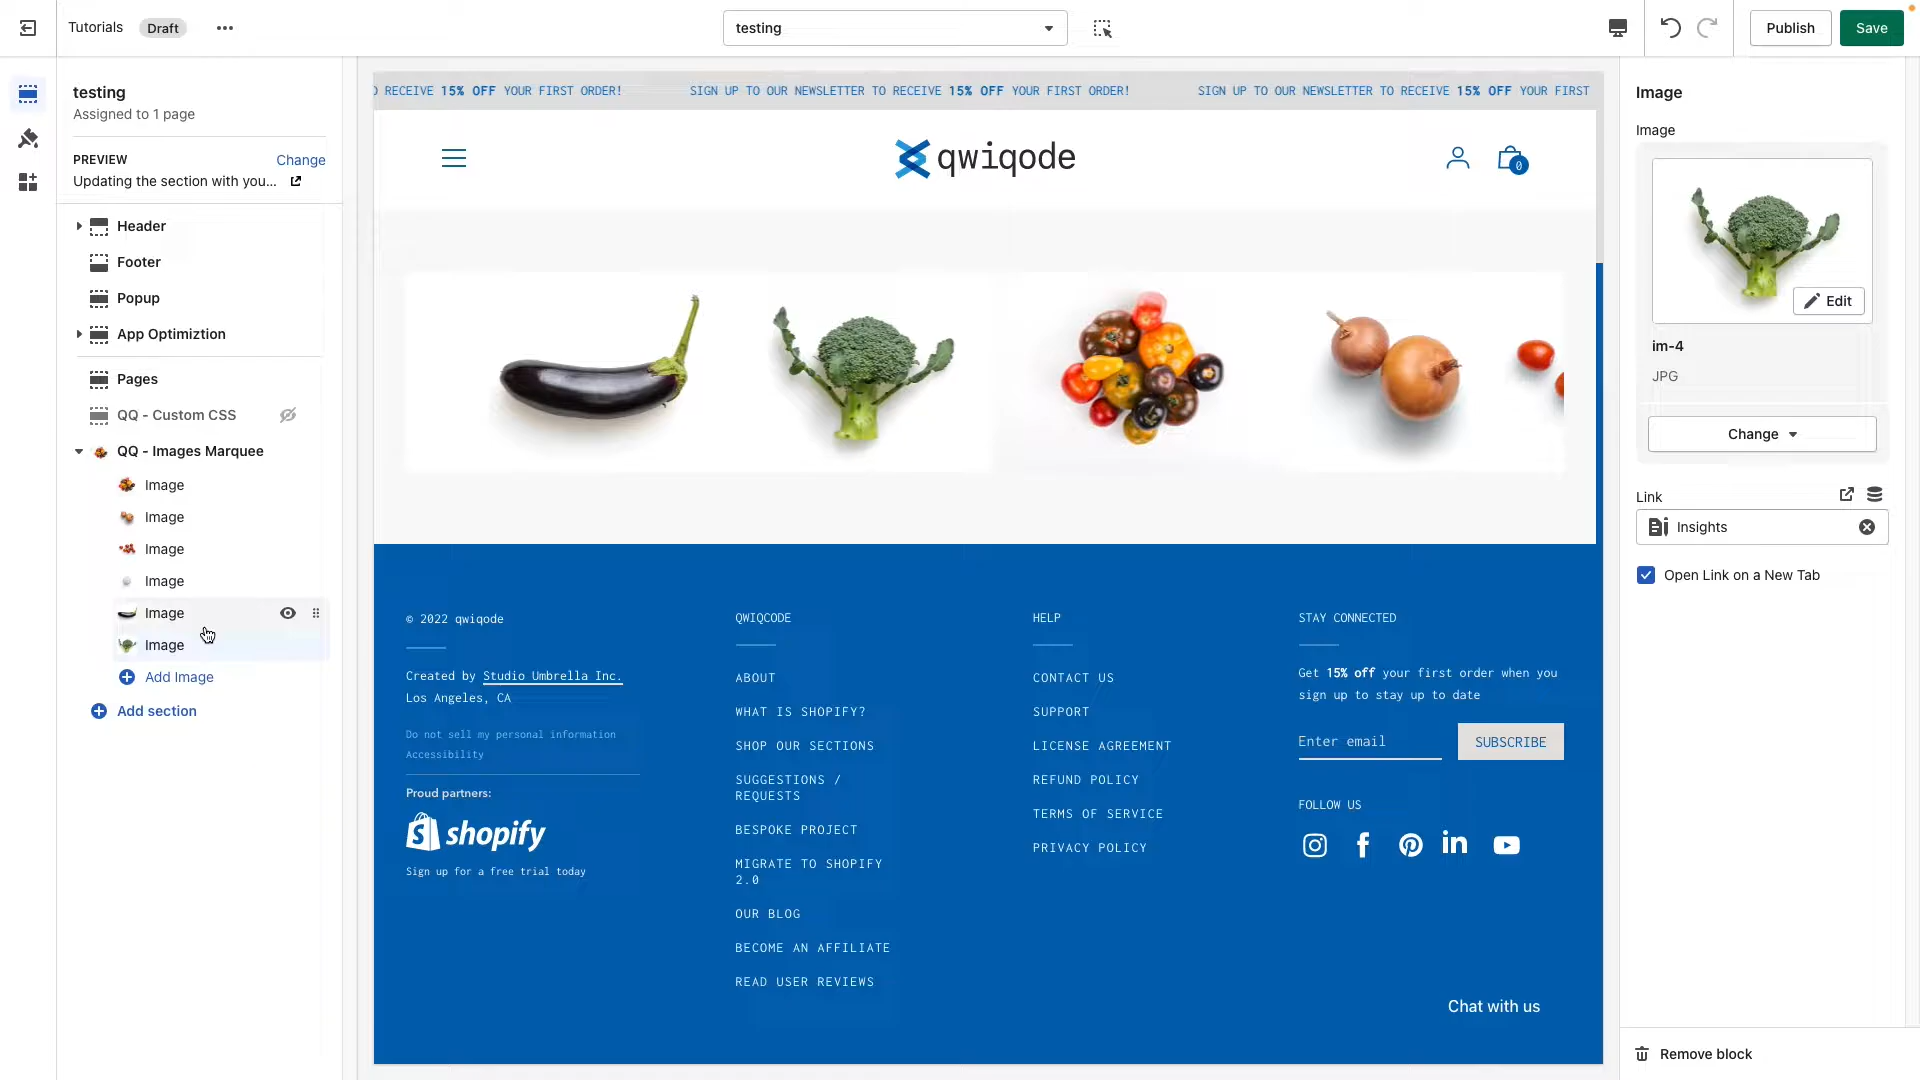 Tutorials
Draft
testing
Publish
Save
testing
Assigned to 1 page
PREVIEW
Change
Updating the section with you...
Header
Footer
Popup
App Optimiztion
Pages
QQ - Custom CSS
QQ - Images Marquee
Image
Image
Image
Image
Image
Image
Add Image
Add section
RECEIVE 15% OFF YOUR FIRST ORDER!
SIGN UP TO OUR NEWSLETTER TO RECEIVE 15% OFF YOUR FIRST ORDER!
SIGN UP TO OUR NEWSLETTER TO RECEIVE 15% OFF YOUR FIRST
qwiqode
0
© 2022 qwiqode
Created by Studio Umbrella Inc.
Los Angeles, CA
Do not sell my personal information
Accessibility
Proud partners:
shopify
Sign up for a free trial today
QWIQCODE
ABOUT
WHAT IS SHOPIFY?
SHOP OUR SECTIONS
SUGGESTIONS /
REQUESTS
BESPOKE PROJECT
MIGRATE TO SHOPIFY
2.0
OUR BLOG
BECOME AN AFFILIATE
READ USER REVIEWS
HELP
CONTACT US
SUPPORT
LICENSE AGREEMENT
REFUND POLICY
TERMS OF SERVICE
PRIVACY POLICY
STAY CONNECTED
Get 15% off your first order when you
sign up to stay up to date
Enter email
SUBSCRIBE
FOLLOW US
Chat with us
Image
Image
Edit
im-4
JPG
Change
Link
Insights
Open Link on a New Tab
Remove block